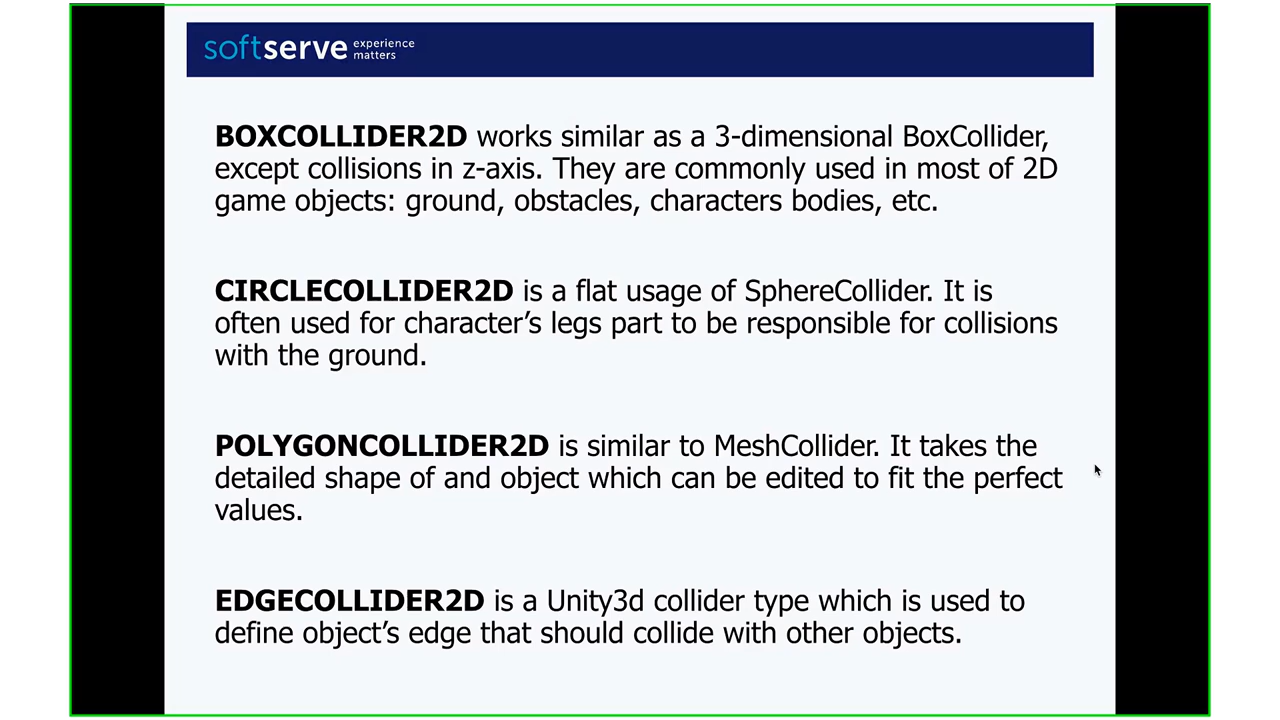 softserve experience matters
BOXCOLLIDER2D works similar as a 3-dimensional BoxCollider,
except collisions in z-axis. They are commonly used in most of 2D
game objects: ground, obstacles, characters bodies, etc.
CIRCLECOLLIDER2D is a flat usage of SphereCollider. It is
often used for character’s legs part to be responsible for collisions
with the ground.
POLYGONCOLLIDER2D is similar to MeshCollider. It takes the
detailed shape of and object which can be edited to fit the perfect
values.
EDGECOLLIDER2D is a Unity3d collider type which is used to
define object’s edge that should collide with other objects.